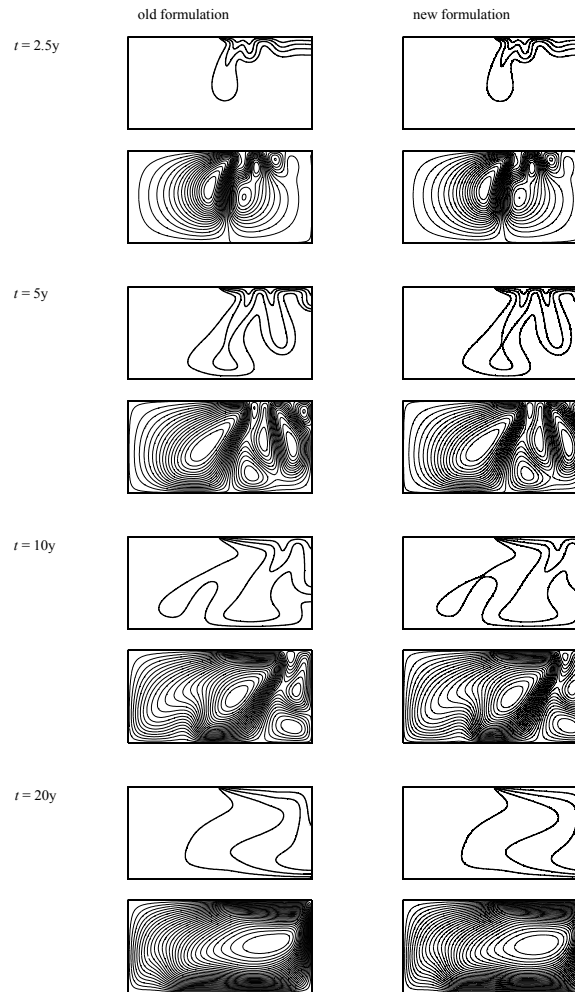 old formulation
new formulation
t = 2.5y
t = 5y
t = 10y
t = 20y